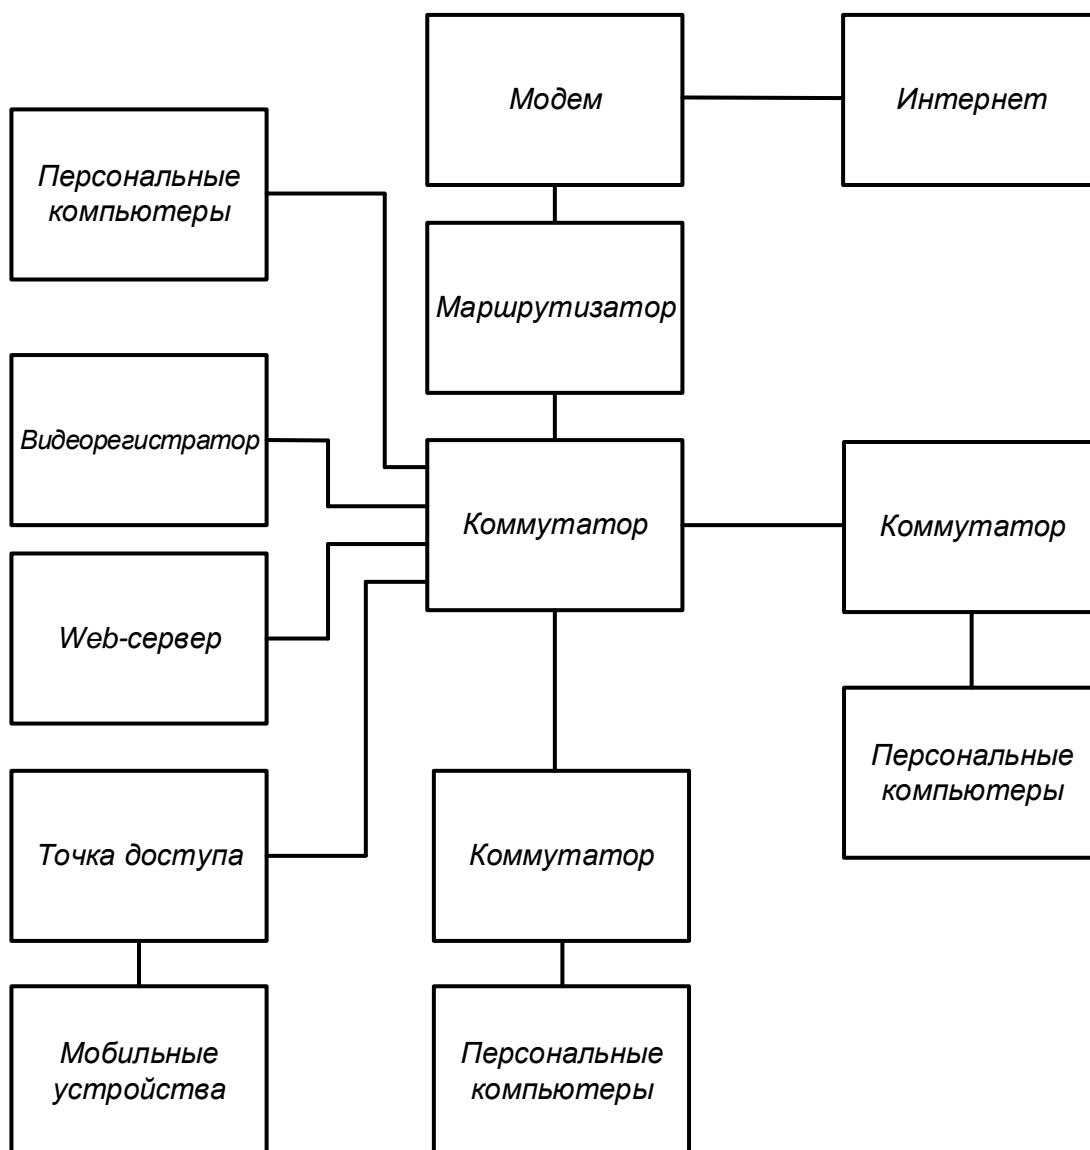 Модем
Интернет
Персональные
компьютеры
Маршрутизатор
Видеорегистратор
Коммутатор
Коммутатор
Web-сервер
Персональные
компьютеры
Точка доступа
Коммутатор
Мобильные
устройства
Персональные
компьютеры